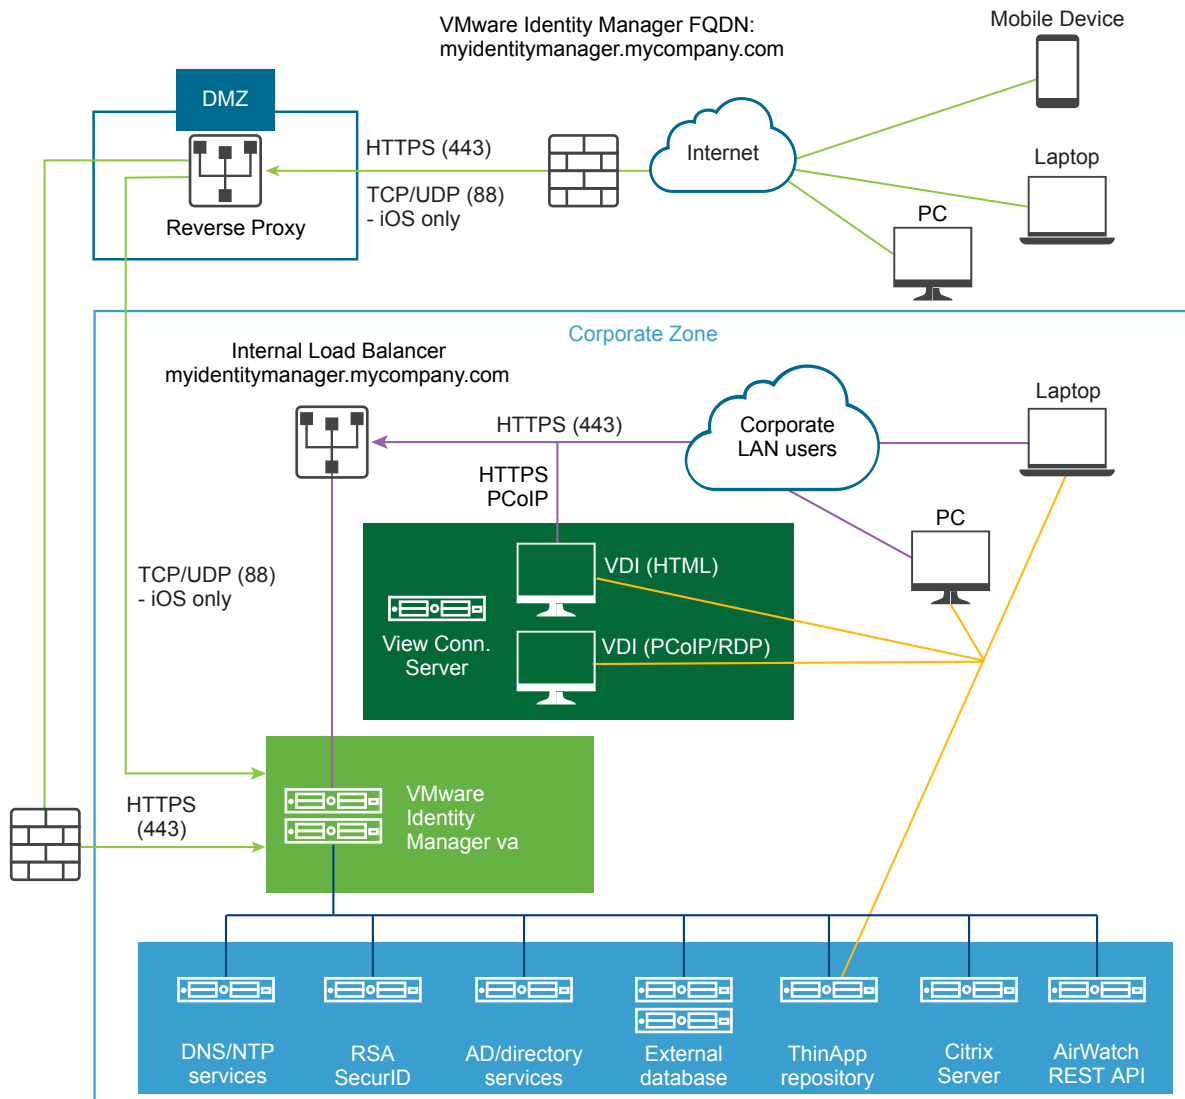 VMware Identity Manager FQDN:
myidentitymanager.mycompany.com
Mobile Device
DMZ
HTTPS (443)
Internet
Laptop
TCP/UDP (88)
- iOS only
Reverse Proxy
PC
Corporate Zone
Internal Load Balancer
myidentitymanager.mycompany.com
Laptop
HTTPS (443)
Corporate
LAN users
HTTPS
PCoIP
PC
VDI (HTML)
TCP/UDP (88)
- iOS only
View Conn.
Server
VDI (PCoIP/RDP)
HTTPS
(443)
VMware
Identity
Manager va
DNS/NTP
services
RSA
SecurID
AD/directory
services
External
database
ThinApp
repository
Citrix
Server
AirWatch
REST API